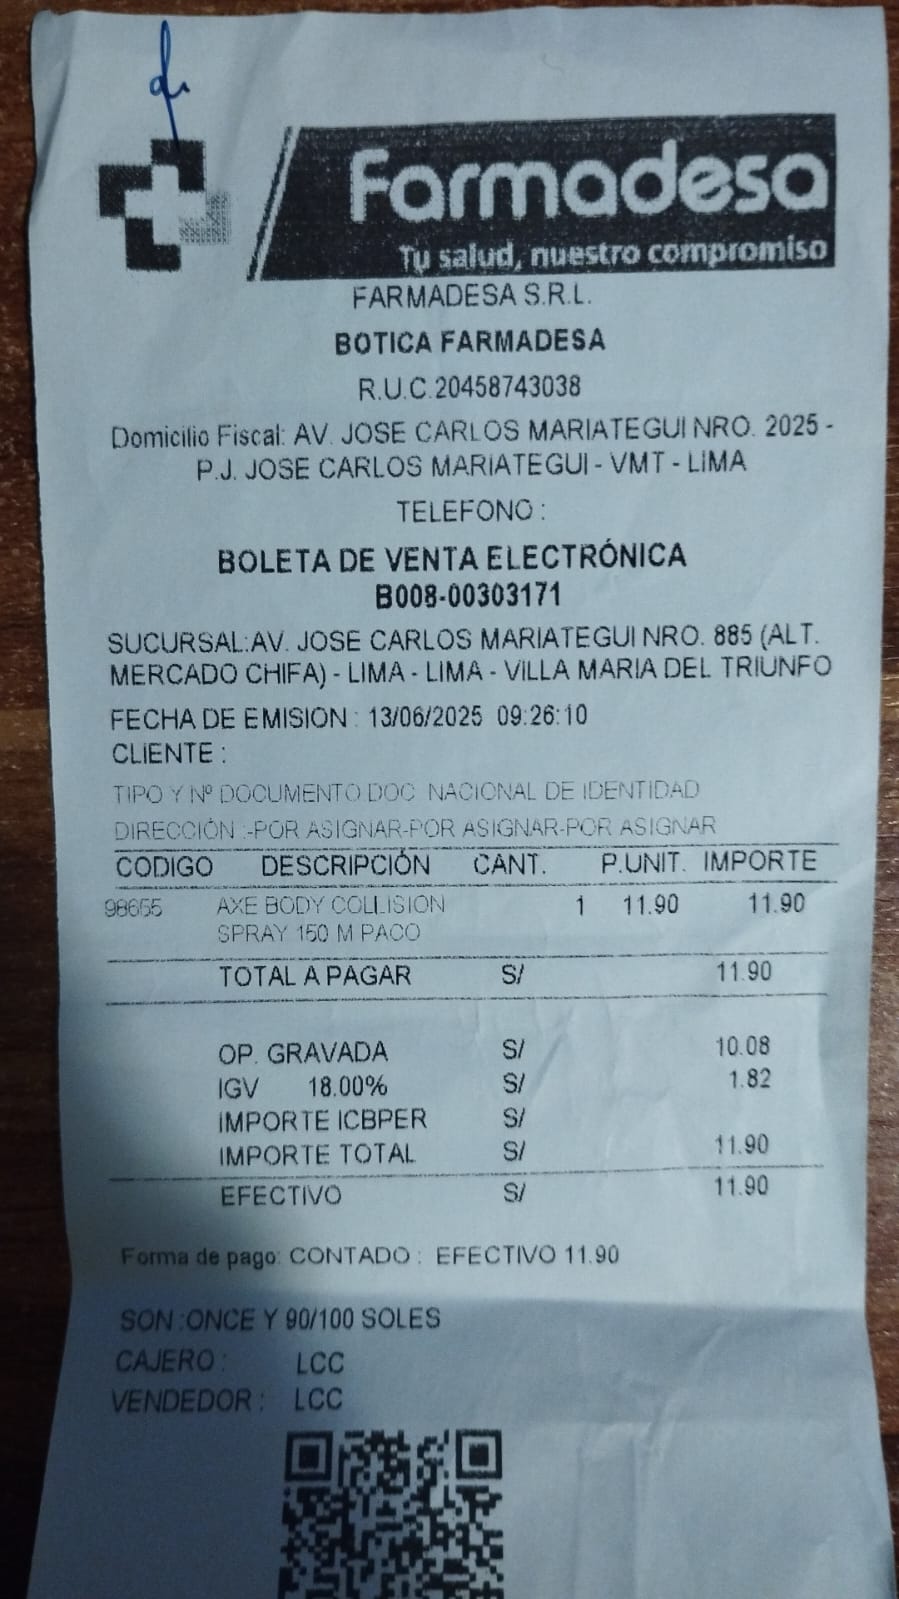 Farmadesa
Tu salud, nuestro compromiso
FARMADESA S.R.L.
BOTICA FARMADESA
R.U.C.20458743038
Domicilio Fiscal: AV. JOSE CARLOS MARIATEGUI NRO. 2025 -
P.J. JOSE CARLOS MARIATEGUI - VMT - LIMA
TELEFONO :
BOLETA DE VENTA ELECTRÓNICA
B008-00303171
SUCURSAL:AV. JOSE CARLOS MARIATEGUI NRO. 885 (ALT.
MERCADO CHIFA) - LIMA - LIMA - VILLA MARIA DEL TRIUNFO
FECHA DE EMISION : 13/06/2025 09:26:10
CLIENTE :
TIPO Y Nº DOCUMENTO DOC. NACIONAL DE IDENTIDAD
DIRECCIÓN :-POR ASIGNAR-POR ASIGNAR-POR ASIGNAR
CODIGO DESCRIPCIÓN CANT. P.UNIT. IMPORTE
98655 AXE BODY COLLISION 1 11.90 11.90
SPRAY 150 M PACO
TOTAL A PAGAR S/ 11.90
OP. GRAVADA S/ 10.08
IGV 18.00% S/ 1.82
IMPORTE ICBPER S/
IMPORTE TOTAL S/ 11.90
EFECTIVO S/ 11.90
Forma de pago: CONTADO : EFECTIVO 11.90
SON :ONCE Y 90/100 SOLES
CAJERO : LCC
VENDEDOR : LCC